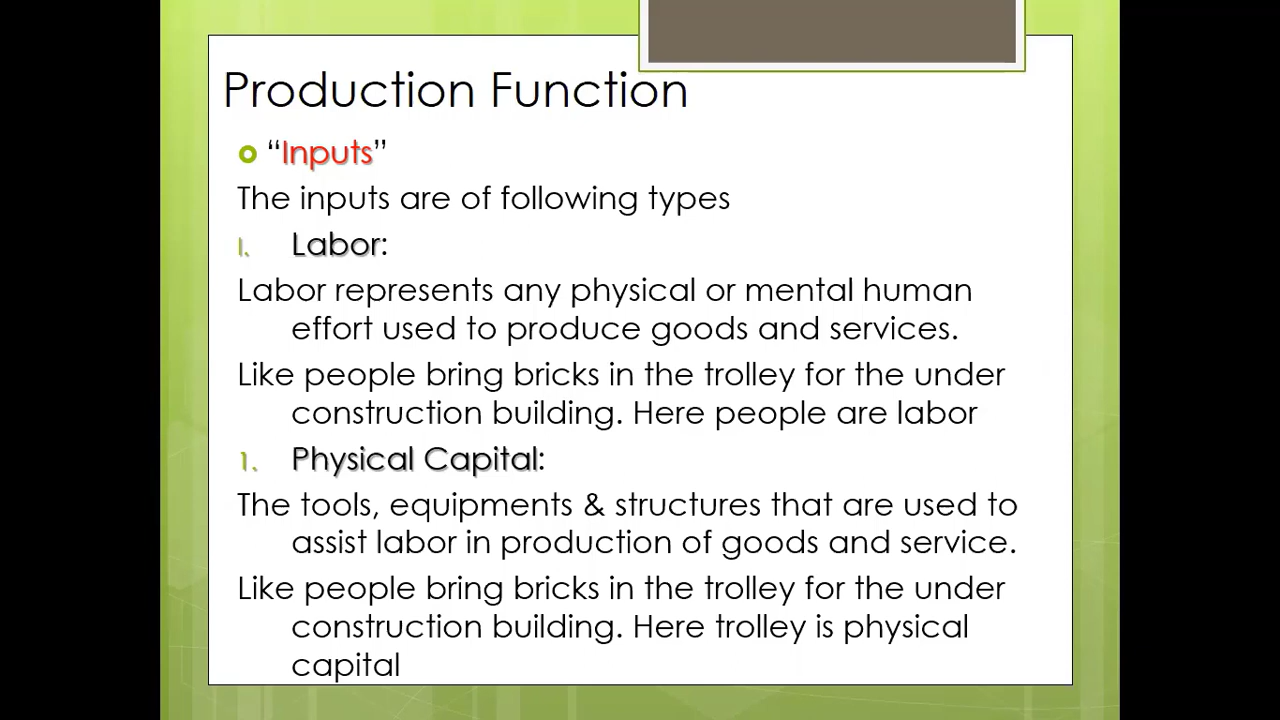 Production Function
“Inputs”
The inputs are of following types
I. Labor:
Labor represents any physical or mental human
effort used to produce goods and services.
Like people bring bricks in the trolley for the under
construction building. Here people are labor
1. Physical Capital:
The tools, equipments & structures that are used to
assist labor in production of goods and service.
Like people bring bricks in the trolley for the under
construction building. Here trolley is physical
capital